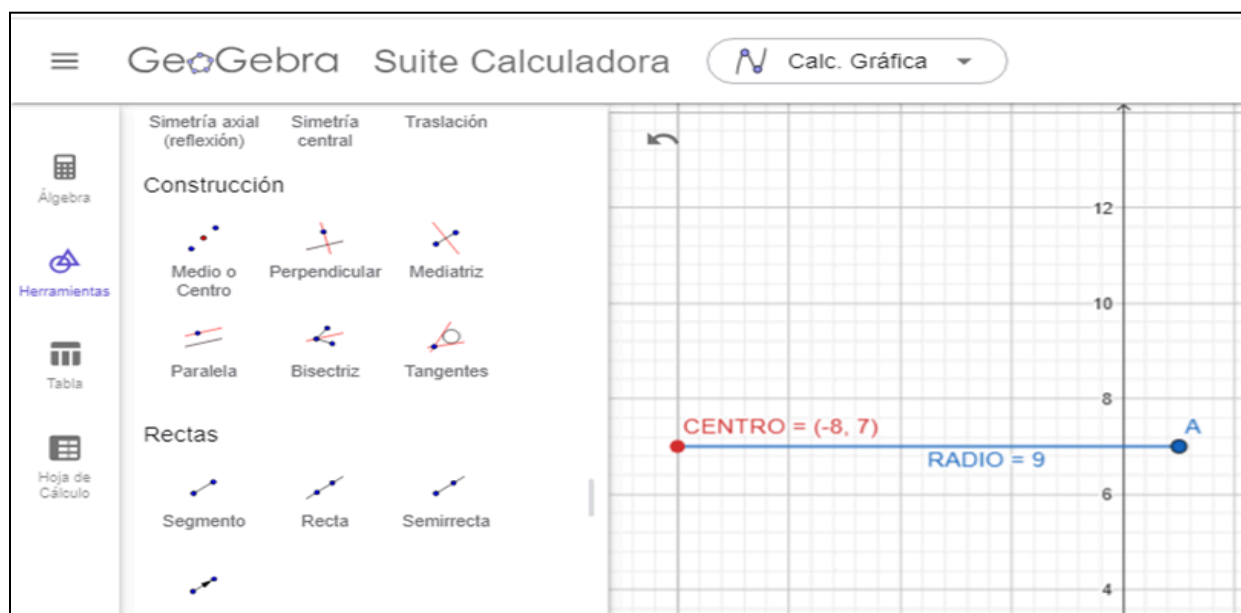 GeoGebra Suite Calculadora Calc. Gráfica
Álgebra
Herramientas
Tabla
Hoja de
Cálculo
Simetría axial
(reflexión)
Simetría
central
Traslación
Construcción
Medio o
Centro
Perpendicular
Mediatriz
Paralela
Bisectriz
Tangentes
Rectas
Segmento
Recta
Semirrecta
12
10
8
CENTRO = (-8, 7)
A
RADIO = 9
6
4